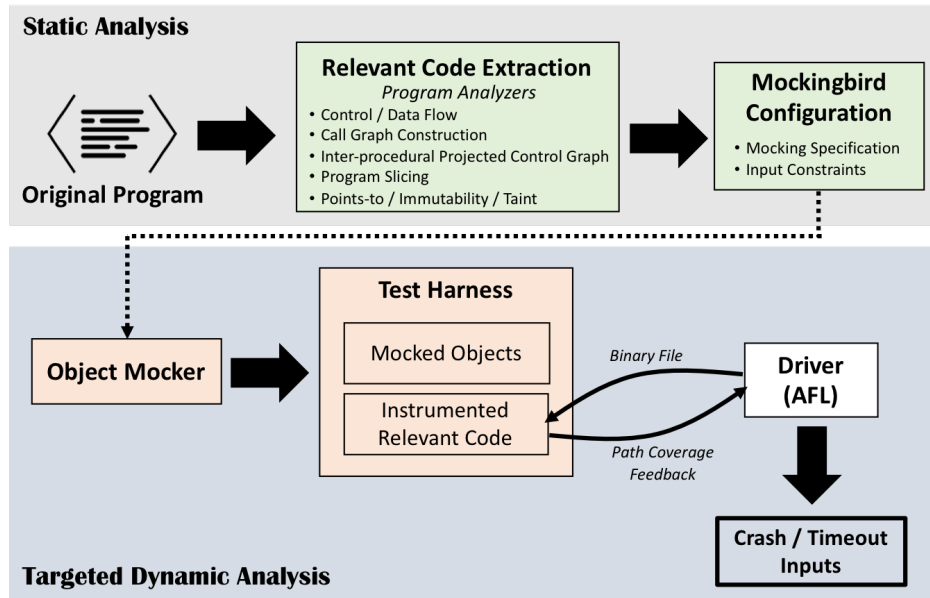 Static Analysis
Original Program
Relevant Code Extraction
Program Analyzers
• Control / Data Flow
• Call Graph Construction
• Inter-procedural Projected Control Graph
• Program Slicing
• Points-to / Immutability / Taint
Mockingbird
Configuration
• Mocking Specification
• Input Constraints
Object Mocker
Test Harness
Mocked Objects
Instrumented
Relevant Code
Binary File
Path Coverage
Feedback
Driver
(AFL)
Crash / Timeout
Inputs
Targeted Dynamic Analysis